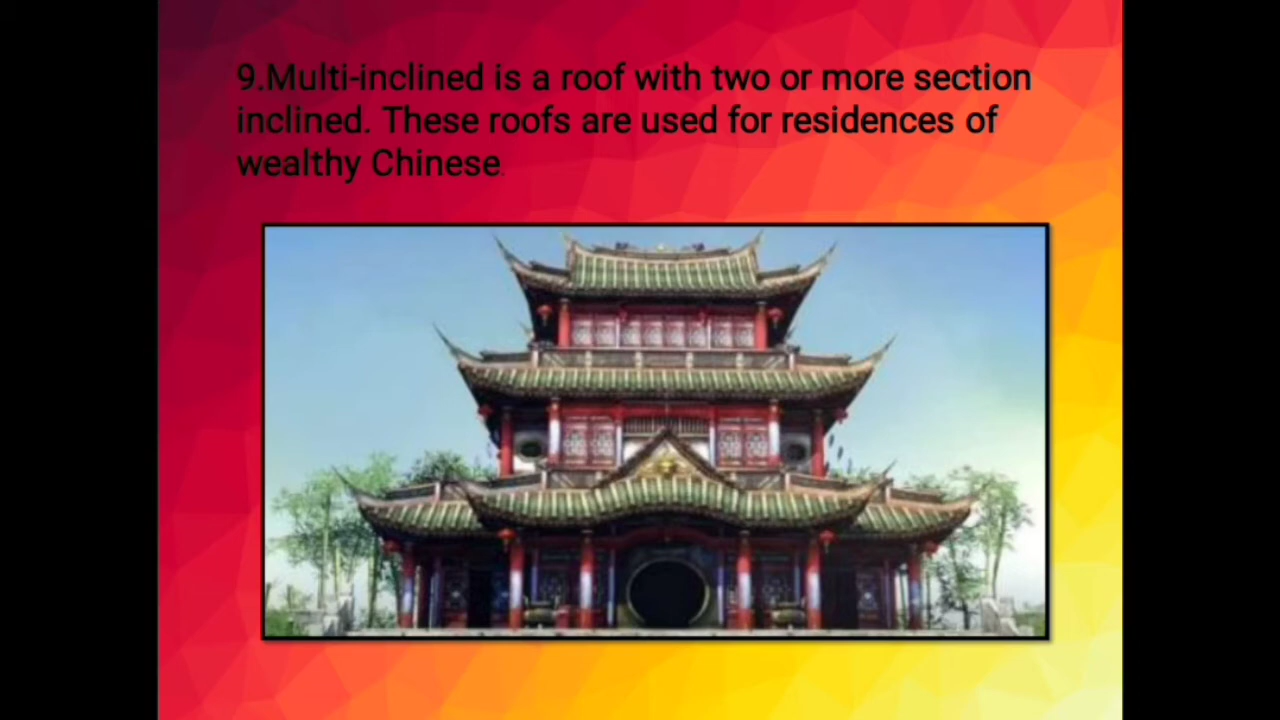 9.Multi-inclined is a roof with two or more section
inclined. These roofs are used for residences of
wealthy Chinese.